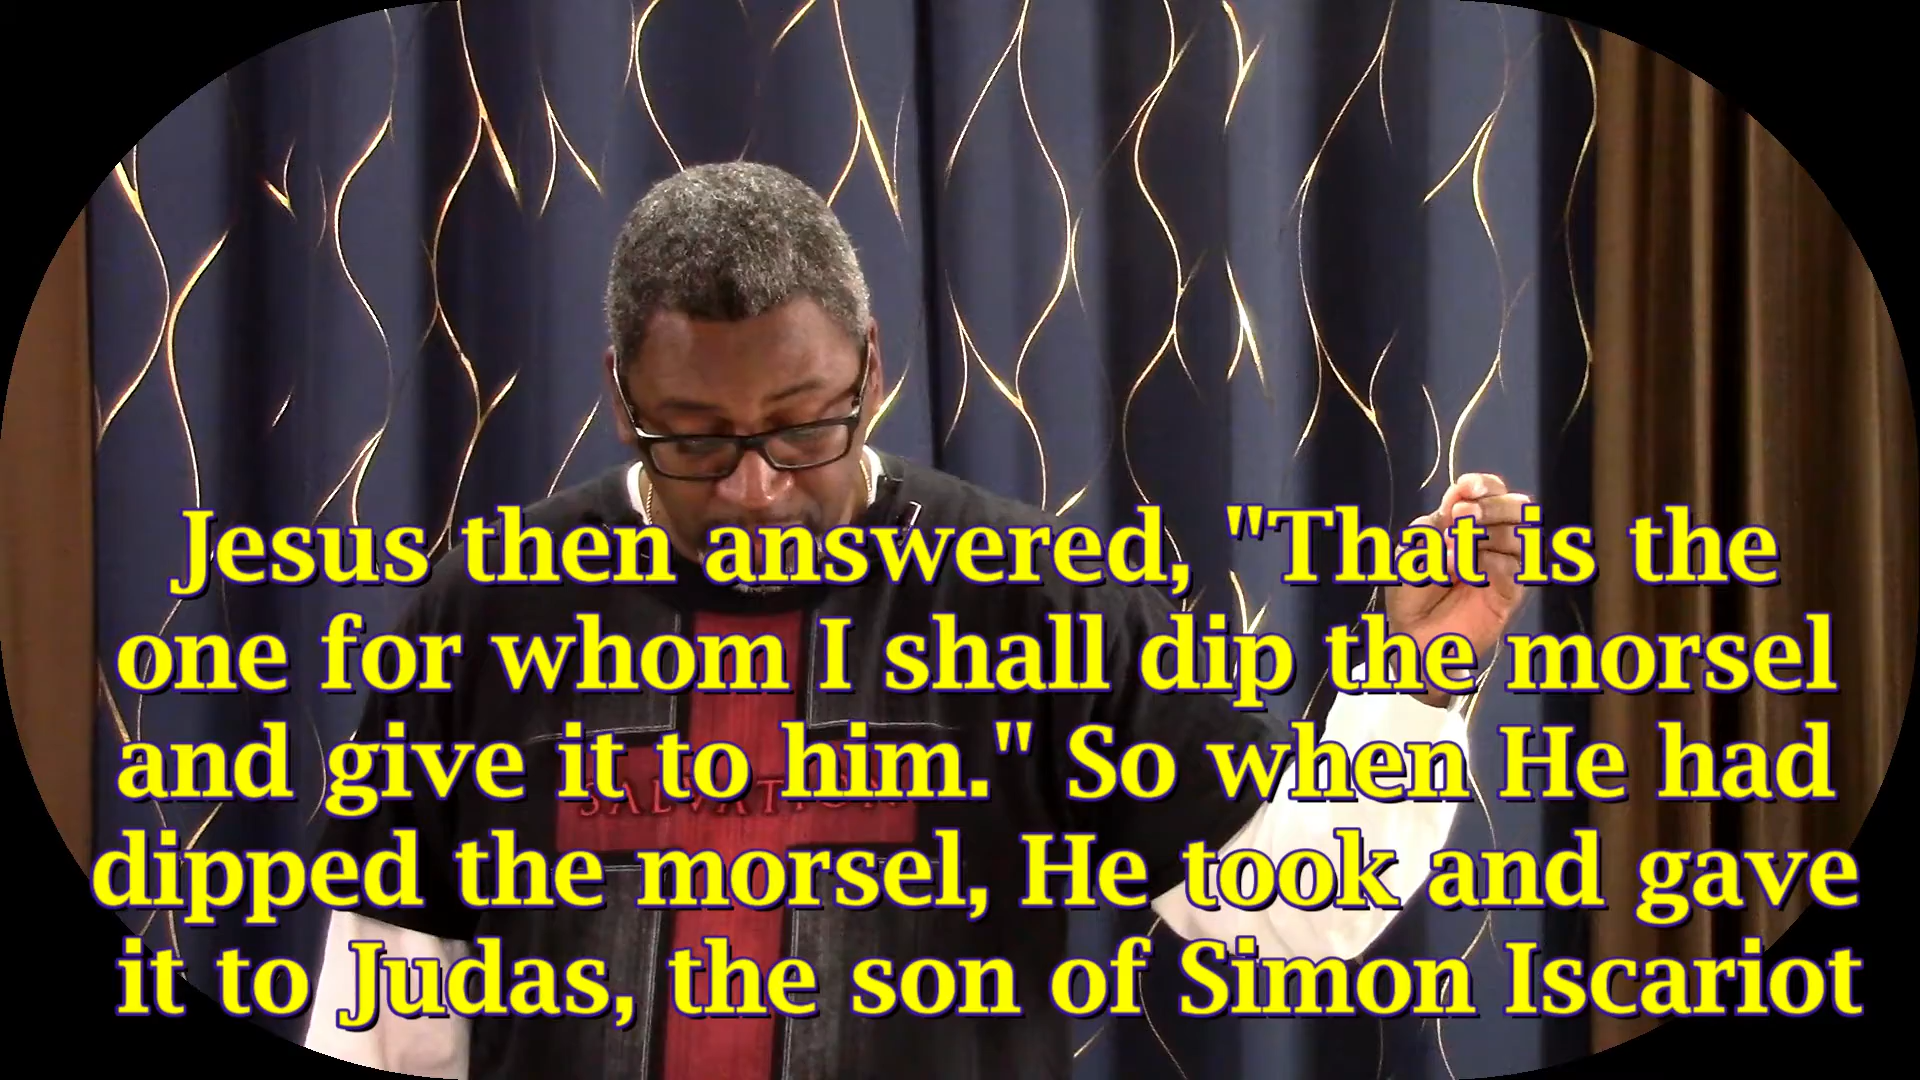 Jesus then answered, "That is the
one for whom I shall dip the morsel
and give it to him." So when He had
dipped the morsel, He took and gave
it to Judas, the son of Simon Iscariot
SALVATION